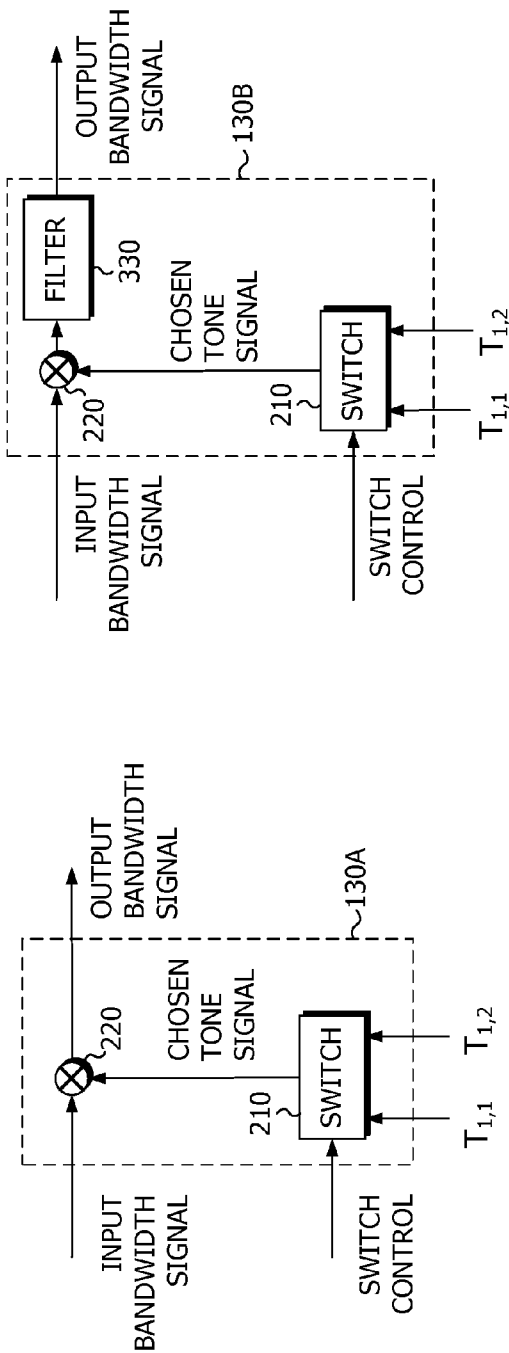 INPUT
BANDWIDTH
SIGNAL
220
OUTPUT
BANDWIDTH
SIGNAL
CHOSEN
TONE
SIGNAL
130A
210
SWITCH
SWITCH
CONTROL
T1,1
T1,2
INPUT
BANDWIDTH
SIGNAL
220
FILTER
330
OUTPUT
BANDWIDTH
SIGNAL
CHOSEN
TONE
SIGNAL
130B
210
SWITCH
SWITCH
CONTROL
T1,1
T1,2